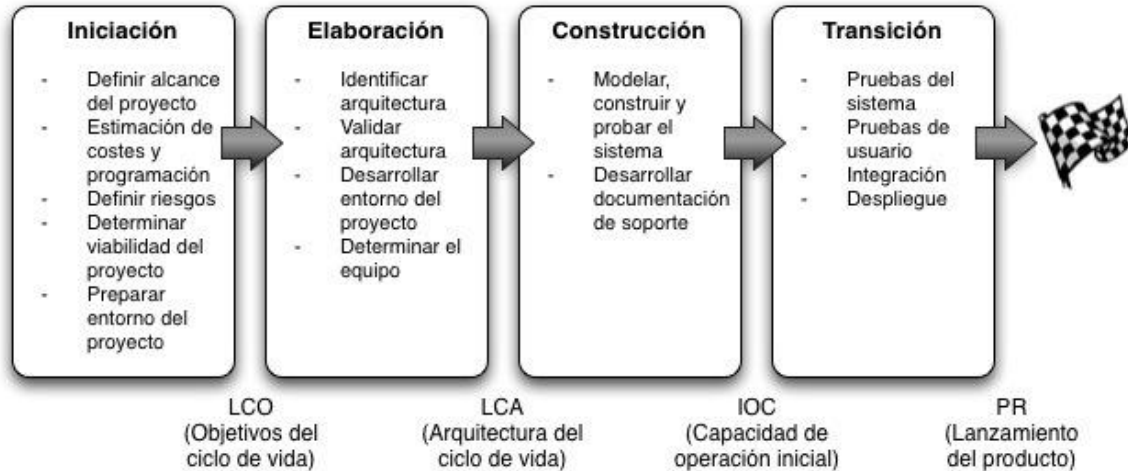 Iniciación
- Definir alcance
del proyecto
- Estimación de
costes y
programación
- Definir riesgos
- Determinar
viabilidad del
proyecto
- Preparar
entorno del
proyecto
Elaboración
- Identificar
arquitectura
- Validar
arquitectura
- Desarrollar
entorno del
proyecto
- Determinar el
equipo
Construcción
- Modelar,
construir y
probar el
sistema
- Desarrollar
documentación
de soporte
Transición
- Pruebas del
sistema
- Pruebas de
usuario
- Integración
- Despliegue
LCO
(Objetivos del
ciclo de vida)
LCA
(Arquitectura del
ciclo de vida)
IOC
(Capacidad de
operación inicial)
PR
(Lanzamiento
del producto)